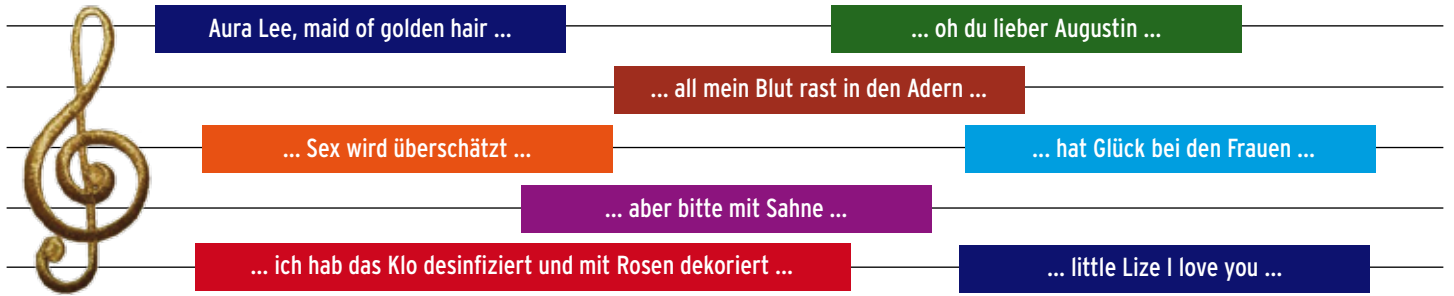 Aura Lee, maid of golden hair ...
... oh du lieber Augustin ...
... all mein Blut rast in den Adern ...
... Sex wird überschätzt ...
... hat Glück bei den Frauen ...
... aber bitte mit Sahne ...
... ich hab das Klo desinfiziert und mit Rosen dekoriert ...
... little Lize I love you ...